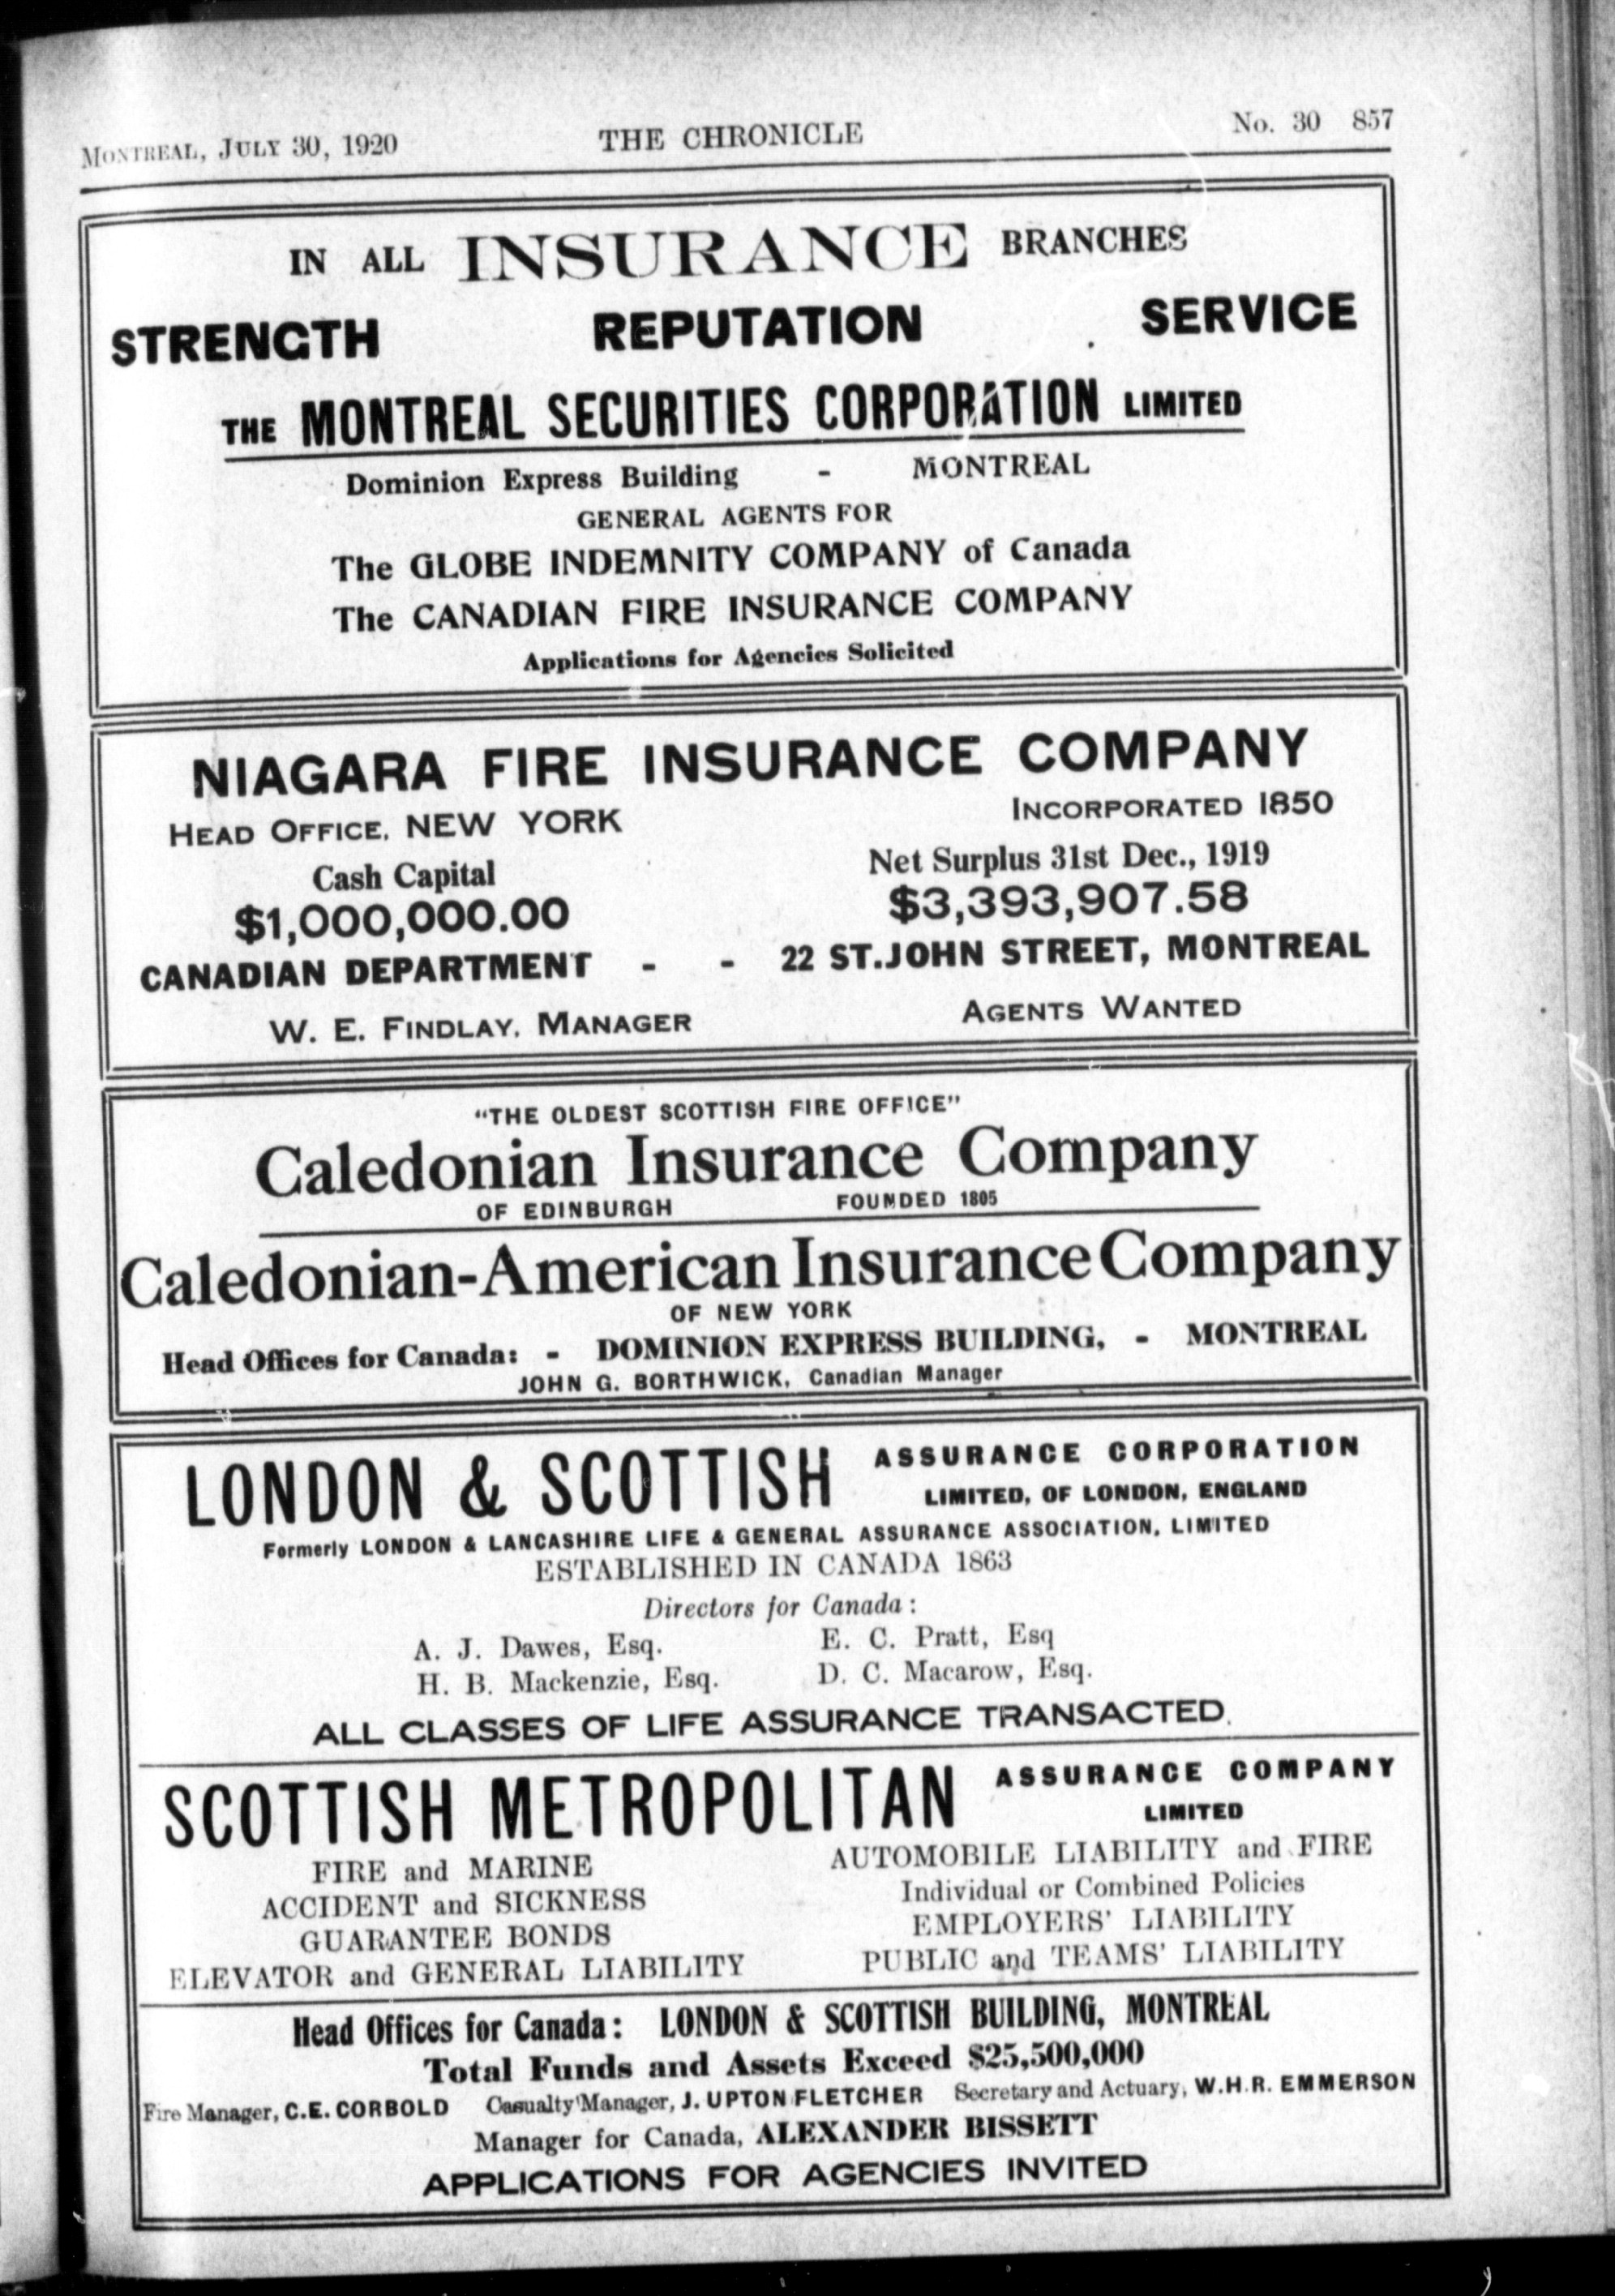 MONTREAL, JULY 30, 1920 THE CHRONICLE No. 30 857
IN ALL INSURANCE BRANCHES
STRENGTH REPUTATION SERVICE
THE MONTREAL SECURITIES CORPORATION LIMITED
Dominion Express Building - MONTREAL
GENERAL AGENTS FOR
The GLOBE INDEMNITY COMPANY of Canada
The CANADIAN FIRE INSURANCE COMPANY
Applications for Agencies Solicited
NIAGARA FIRE INSURANCE COMPANY
HEAD OFFICE, NEW YORK INCORPORATED 1850
Cash Capital Net Surplus 31st Dec., 1919
$1,000,000.00 $3,393,907.58
CANADIAN DEPARTMENT - - 22 ST. JOHN STREET, MONTREAL
W. E. FINDLAY, MANAGER AGENTS WANTED
"THE OLDEST SCOTTISH FIRE OFFICE"
Caledonian Insurance Company
OF EDINBURGH FOUNDED 1805
Caledonian-American Insurance Company
OF NEW YORK
Head Offices for Canada: - DOMINION EXPRESS BUILDING, - MONTREAL
JOHN G. BORTHWICK, Canadian Manager
LONDON & SCOTTISH ASSURANCE CORPORATION
LIMITED, OF LONDON, ENGLAND
Formerly LONDON & LANCASHIRE LIFE & GENERAL ASSURANCE ASSOCIATION, LIMITED
ESTABLISHED IN CANADA 1863
Directors for Canada:
A. J. Dawes, Esq. E. C. Pratt, Esq
H. B. Mackenzie, Esq. D. C. Macarow, Esq.
ALL CLASSES OF LIFE ASSURANCE TRANSACTED.
SCOTTISH METROPOLITAN ASSURANCE COMPANY
LIMITED
FIRE and MARINE AUTOMOBILE LIABILITY and FIRE
ACCIDENT and SICKNESS Individual or Combined Policies
GUARANTEE BONDS EMPLOYERS' LIABILITY
ELEVATOR and GENERAL LIABILITY PUBLIC and TEAMS' LIABILITY
Head Offices for Canada: LONDON & SCOTTISH BUILDING, MONTREAL
Total Funds and Assets Exceed $25,500,000
Fire Manager, C.E. CORBOLD Casualty Manager, J. UPTON FLETCHER Secretary and Actuary, W.H.R. EMMERSON
Manager for Canada, ALEXANDER BISSETT
APPLICATIONS FOR AGENCIES INVITED